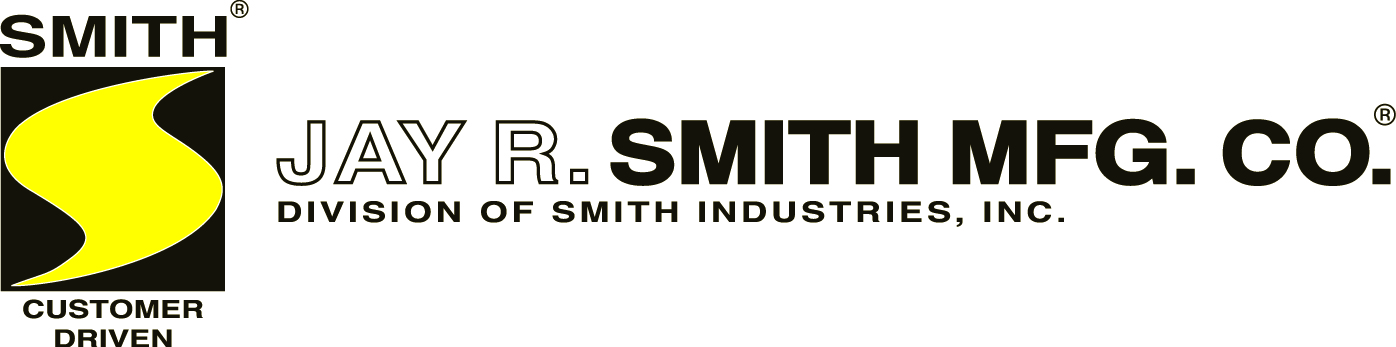 SMITH®
CUSTOMER
DRIVEN
JAY R. SMITH MFG. CO.®
DIVISION OF SMITH INDUSTRIES, INC.